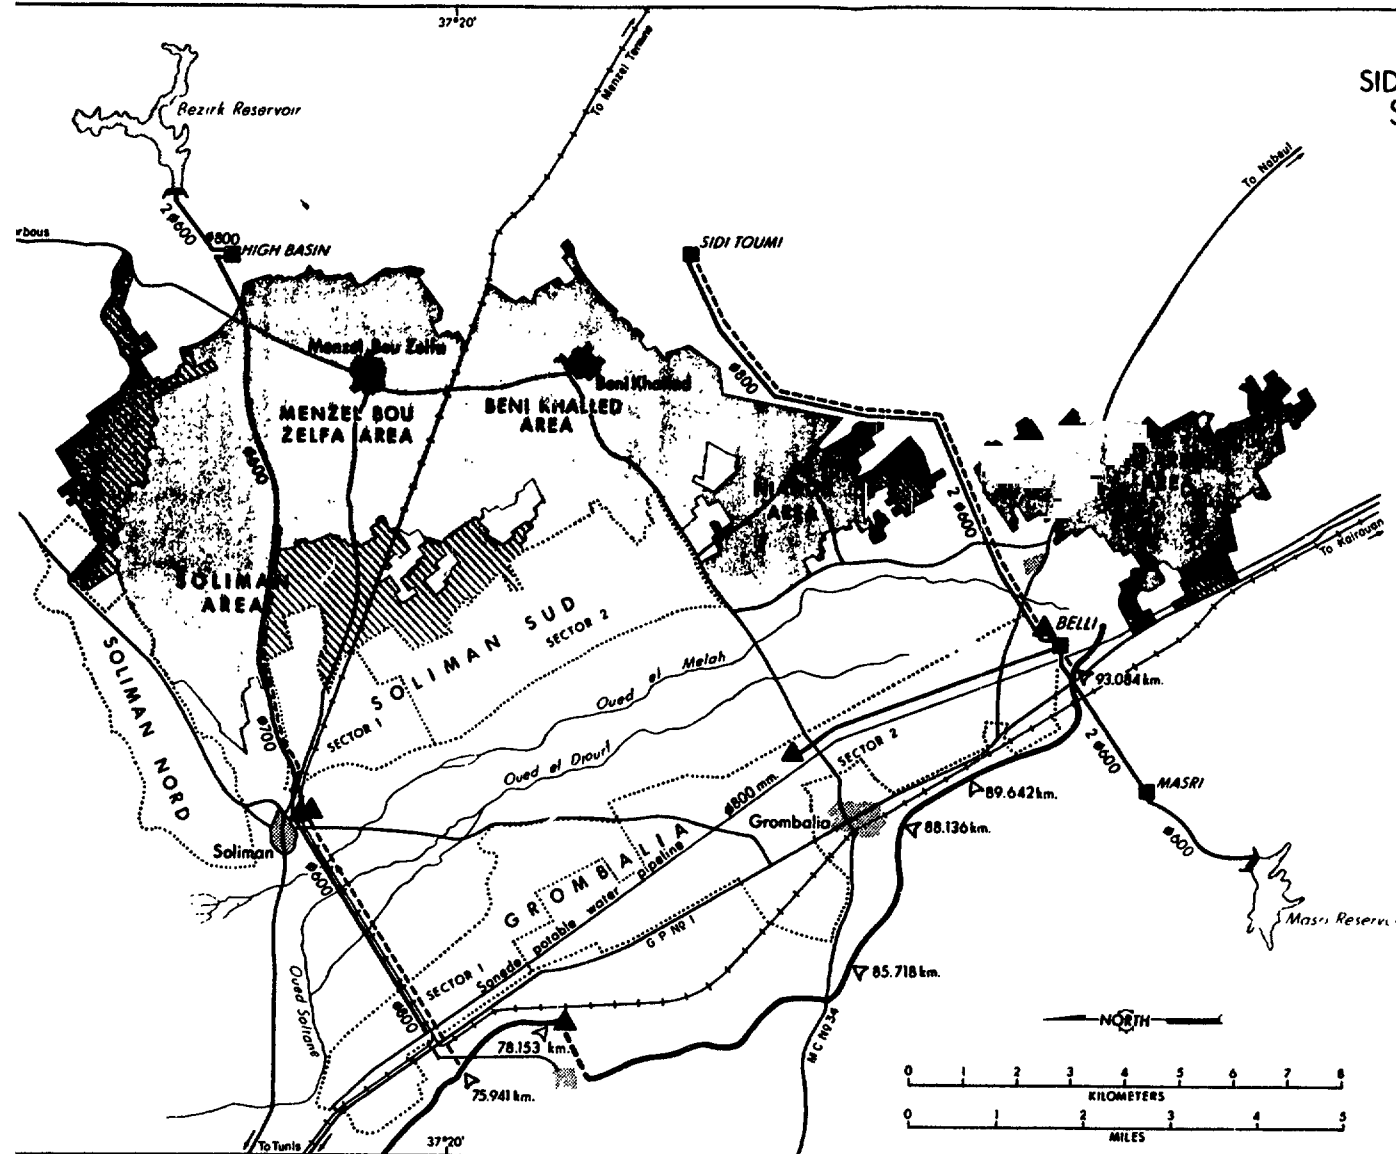 37°20'
To Menzel Temime
SID
Bezirk Reservoir
To Nabeul
2 ø600
ø800
HIGH BASIN
rbous
SIDI TOUMI
Menzel Bou Zelfa
Beni Khalled
ø800
MENZEL BOU
ZELFA AREA
BENI KHALLED
AREA
ø600
2 ø600
AREA
AREA
To Kairouan
SOLIMAN
AREA
SOLIMAN SUD
SECTOR 2
BELLI
SOLIMAN NORD
Oued el Melah
93.084 km.
ø700
SECTOR 1
SECTOR 2
2 ø600
Oued el Diourf
MASRI
ø800 mm.
89.642 km.
Grombalia
88.136 km.
Soliman
ø600
ø600
GROMBALIA
Sonede potable water pipeline
Masri Reserv
G P Nº 1
SECTOR 1
85.718 km.
Oued Soltane
ø800
NORTH
MC Nº 34
78.153 km.
75.941 km.
0 1 2 3 4 5 6 7 8
KILOMETERS
0 1 2 3 4 5
MILES
To Tunis
37°20'